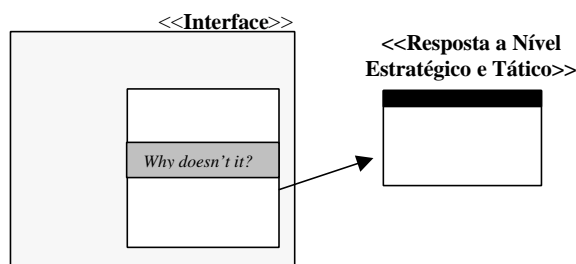 <<Interface>>
<<Resposta a Nível
Estratégico e Tático>>
Why doesn't it?